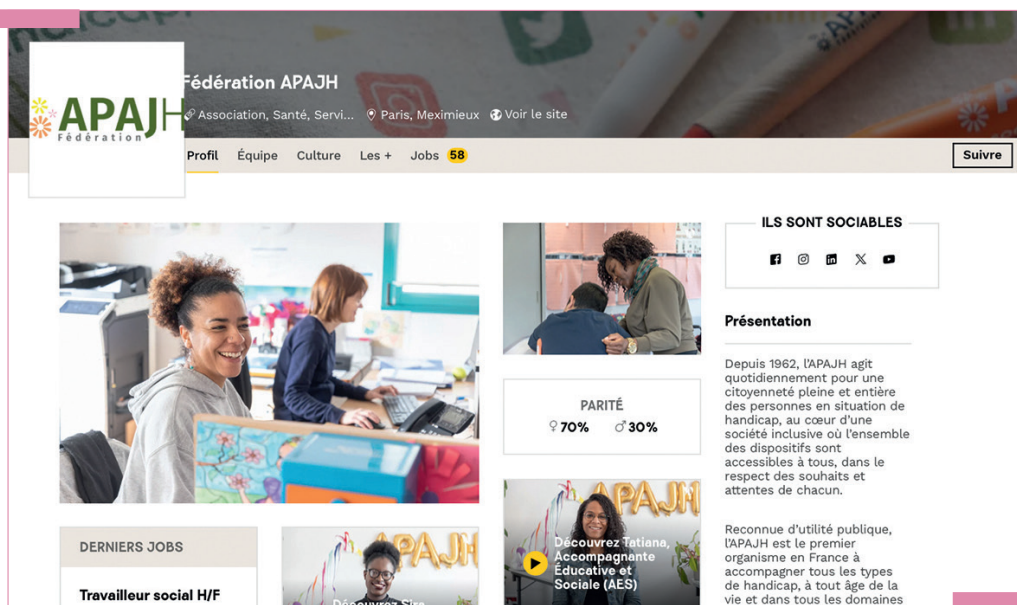 Fédération APAJH
APAJH
Fédération
Association, Santé, Servi... Paris, Meximieux Voir le site
Profil Équipe Culture Les + Jobs 58
Suivre
ILS SONT SOCIABLES
Présentation
Depuis 1962, l'APAJH agit
quotidiennement pour une
citoyenneté pleine et entière
des personnes en situation de
handicap, au cœur d'une
société inclusive où l'ensemble
des dispositifs sont
accessibles à tous, dans le
respect des souhaits et
attentes de chacun.
Reconnue d'utilité publique,
l'APAJH est le premier
organisme en France à
accompagner tous les types
de handicap, à tout âge de la
vie et dans tous les domaines
PARITÉ
♀ 70% ♂ 30%
APAJH
Découvrez Tatiana,
Accompagnante
Éducative et
Sociale (AES)
DERNIERS JOBS
Travailleur social H/F
APAJH
Découvrez Sira